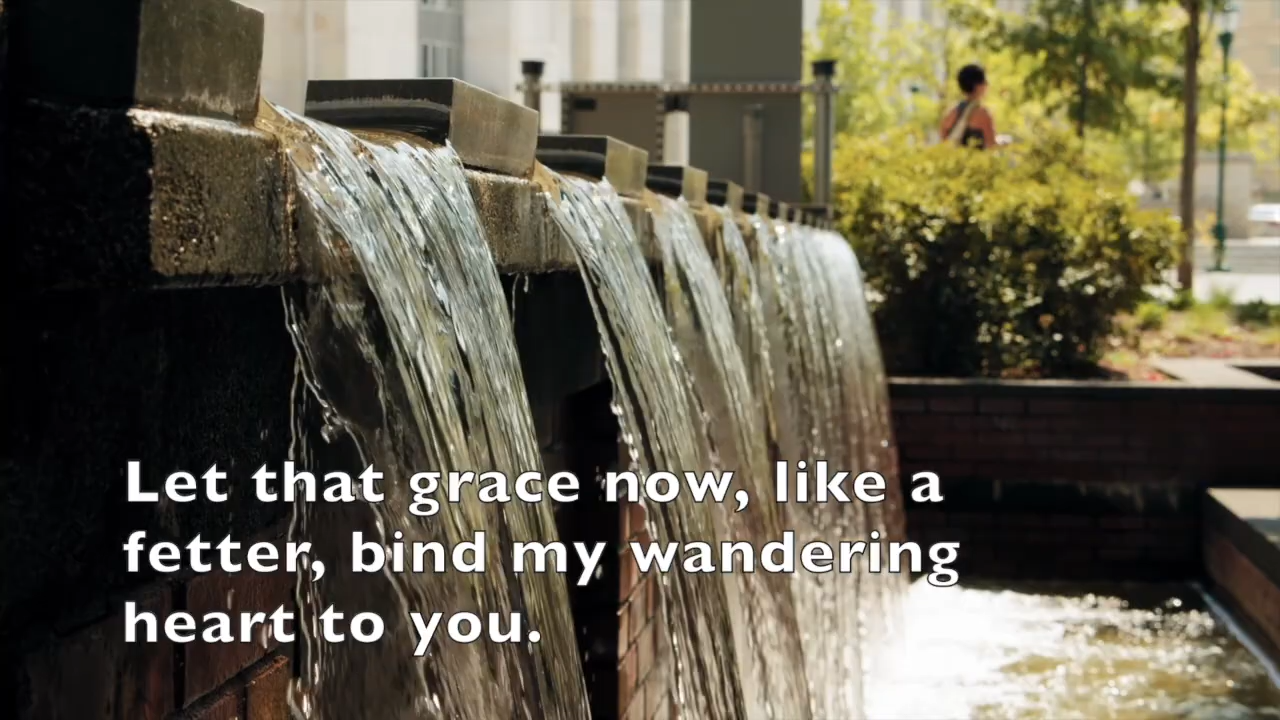 Let that grace now, like a
fetter, bind my wandering
heart to you.